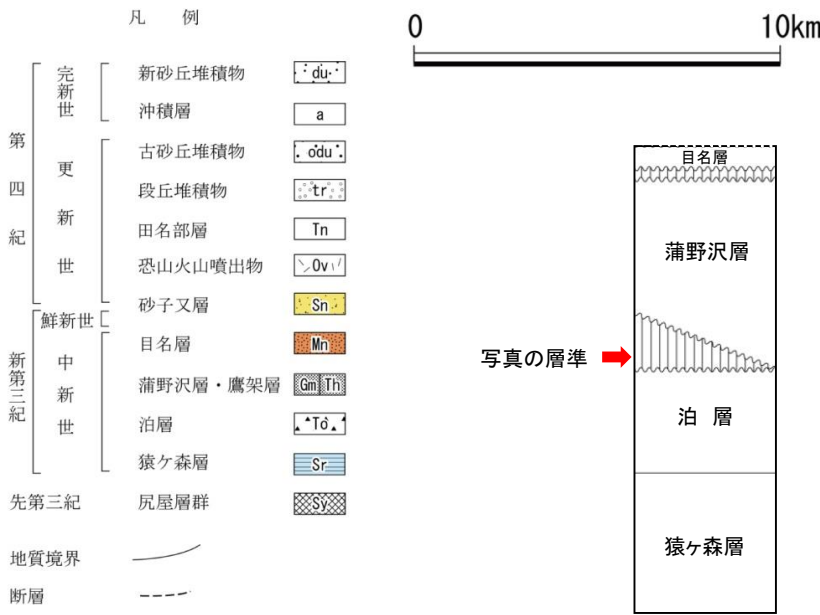 凡 例
第四紀
完新世
新砂丘堆積物 du
沖積層 a
更新世
古砂丘堆積物 odu
段丘堆積物 tr
田名部層 Tn
恐山火山噴出物 Ov
砂子又層 Sn
新第三紀
鮮新世
中新世
目名層 Mn
蒲野沢層・鷹架層 Gm Th
泊層 To
猿ケ森層 Sr
先第三紀 尻屋層群 Sy
地質境界
断層
0 10km
目名層
蒲野沢層
写真の層準
泊 層
猿ヶ森層